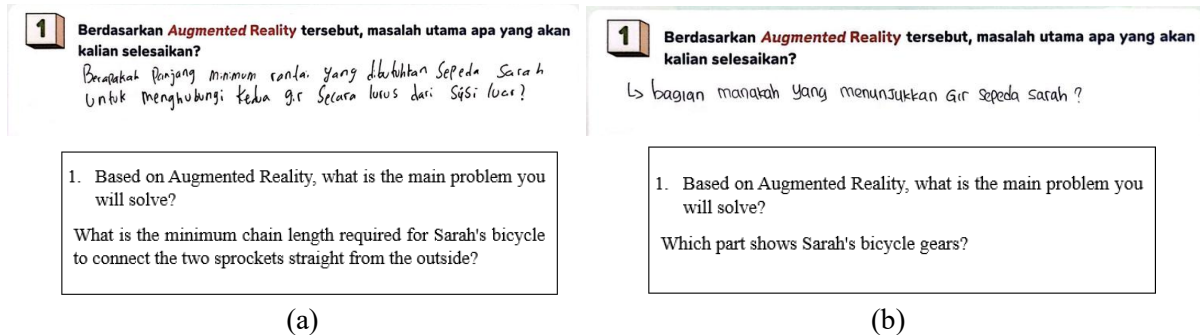 1
Berdasarkan Augmented Reality tersebut, masalah utama apa yang akan
kalian selesaikan?
Berapakah Panjang minimum rantai yang dibutuhkan Sepeda Sarah
Untuk menghubungi kedua gir Secara lurus dari Sisi luar?
1. Based on Augmented Reality, what is the main problem you
will solve?
What is the minimum chain length required for Sarah's bicycle
to connect the two sprockets straight from the outside?
(a)
1
Berdasarkan Augmented Reality tersebut, masalah utama apa yang akan
kalian selesaikan?
↳ bagian manakah yang menunjukkan Gir sepeda sarah ?
1. Based on Augmented Reality, what is the main problem you
will solve?
Which part shows Sarah's bicycle gears?
(b)